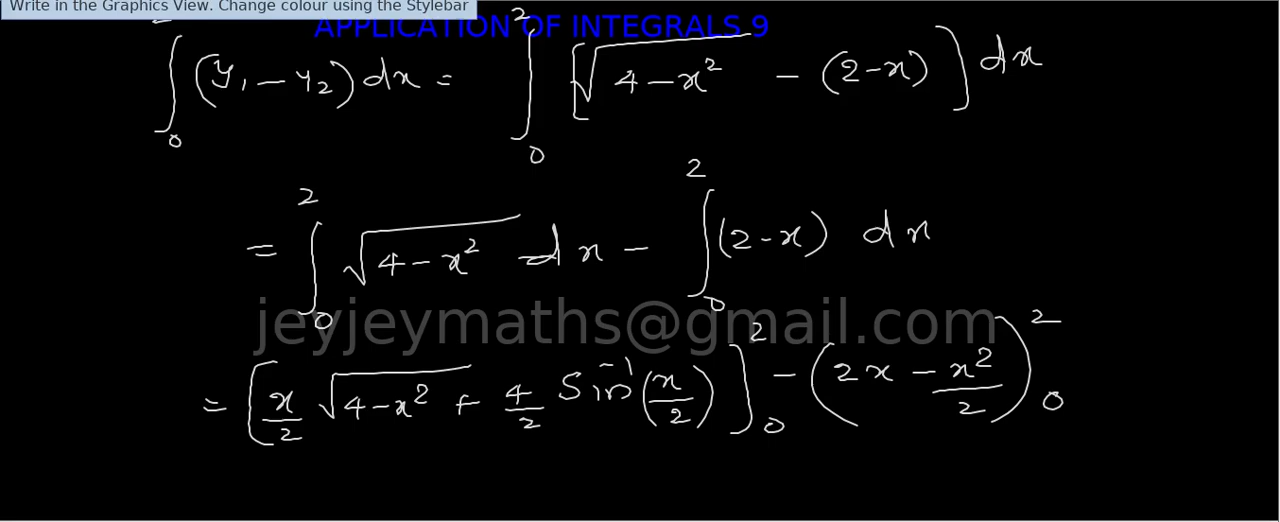 Write in the Graphics View. Change colour using the Stylebar
APPLICATION OF INTEGRALS 9
∫₀² (y₁ − y₂) dx = ∫₀² [√(4−x²) − (2−x)] dx
= ∫₀² √(4−x²) dx − ∫₀² (2−x) dx
jeyjeymaths@gmail.com
= [x/2 √(4−x²) + 4/2 Sin⁻¹(x/2)]₀² − (2x − x²/2)₀²